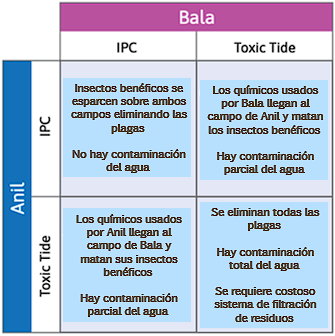 Bala
IPC
Toxic Tide
Anil
IPC
Insectos benéficos se
esparcen sobre ambos
campos eliminando las
plagas
No hay contaminación
del agua
Los químicos usados
por Bala llegan al
campo de Anil y matan
los insectos benéficos
Hay contaminación
parcial del agua
Toxic Tide
Los químicos usados
por Anil llegan al
campo de Bala y
matan sus insectos
benéficos
Hay contaminación
parcial del agua
Se eliminan todas las
plagas
Hay contaminación
total del agua
Se requiere costoso
sistema de filtración
de residuos